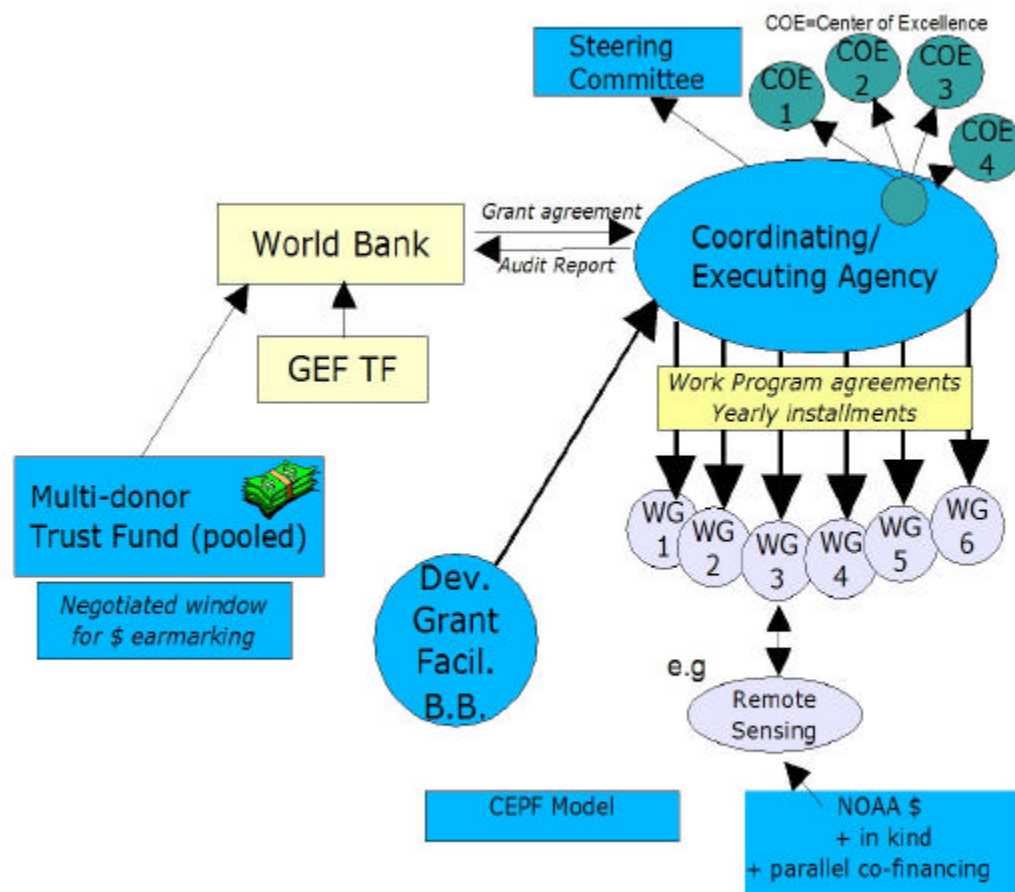 COE=Center of Excellence
Steering
Committee
COE
1
COE
2
COE
3
COE
4
Grant agreement
World Bank
Audit Report
Coordinating/
Executing Agency
GEF TF
Work Program agreements
Yearly installments
Multi-donor
Trust Fund (pooled)
Negotiated window
for $ earmarking
WG
1
WG
2
WG
3
WG
4
WG
5
WG
6
Dev.
Grant
Facil.
B.B.
e.g
Remote
Sensing
CEPF Model
NOAA $
+ in kind
+ parallel co-financing